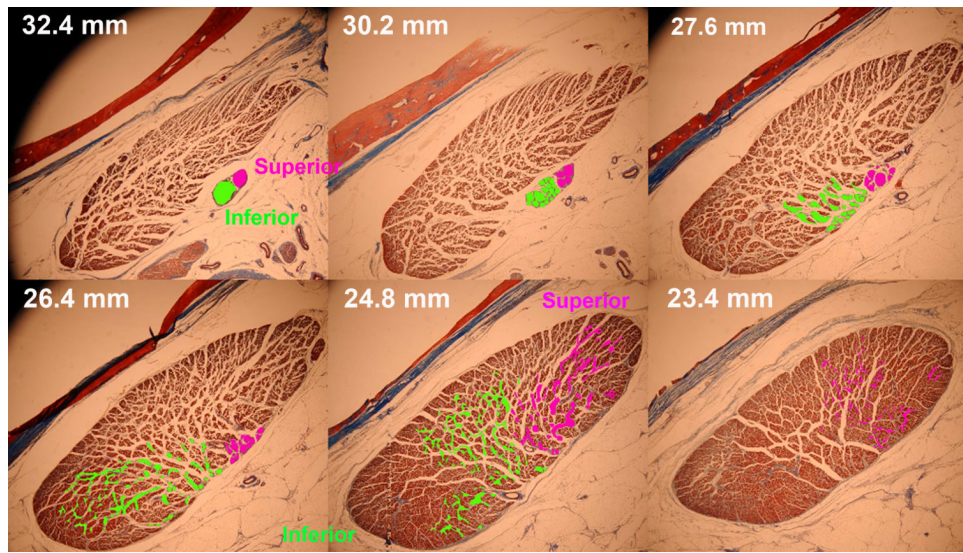 32.4 mm
30.2 mm
27.6 mm
Superior
Inferior
26.4 mm
24.8 mm
Superior
23.4 mm
Inferior